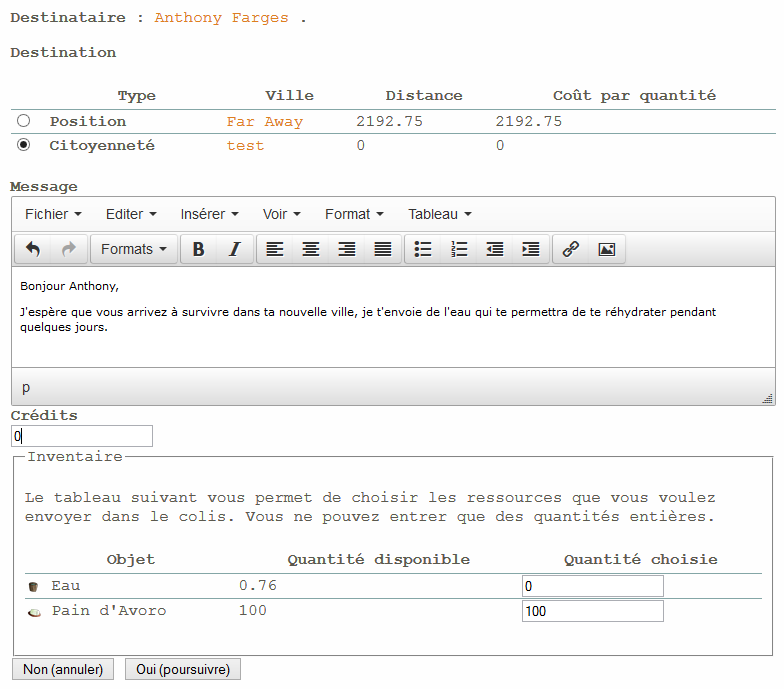 Destinataire : Anthony Farges .
Destination
Type Ville Distance Coût par quantité
Position Far Away 2192.75 2192.75
Citoyenneté test 0 0
Message
Fichier Editer Insérer Voir Format Tableau
Formats B I
Bonjour Anthony,
J'espère que vous arrivez à survivre dans ta nouvelle ville, je t'envoie de l'eau qui te permettra de te réhydrater pendant
quelques jours.
p
Crédits
0
Inventaire
Le tableau suivant vous permet de choisir les ressources que vous voulez
envoyer dans le colis. Vous ne pouvez entrer que des quantités entières.
Objet Quantité disponible Quantité choisie
Eau 0.76 0
Pain d'Avoro 100 100
Non (annuler) Oui (poursuivre)